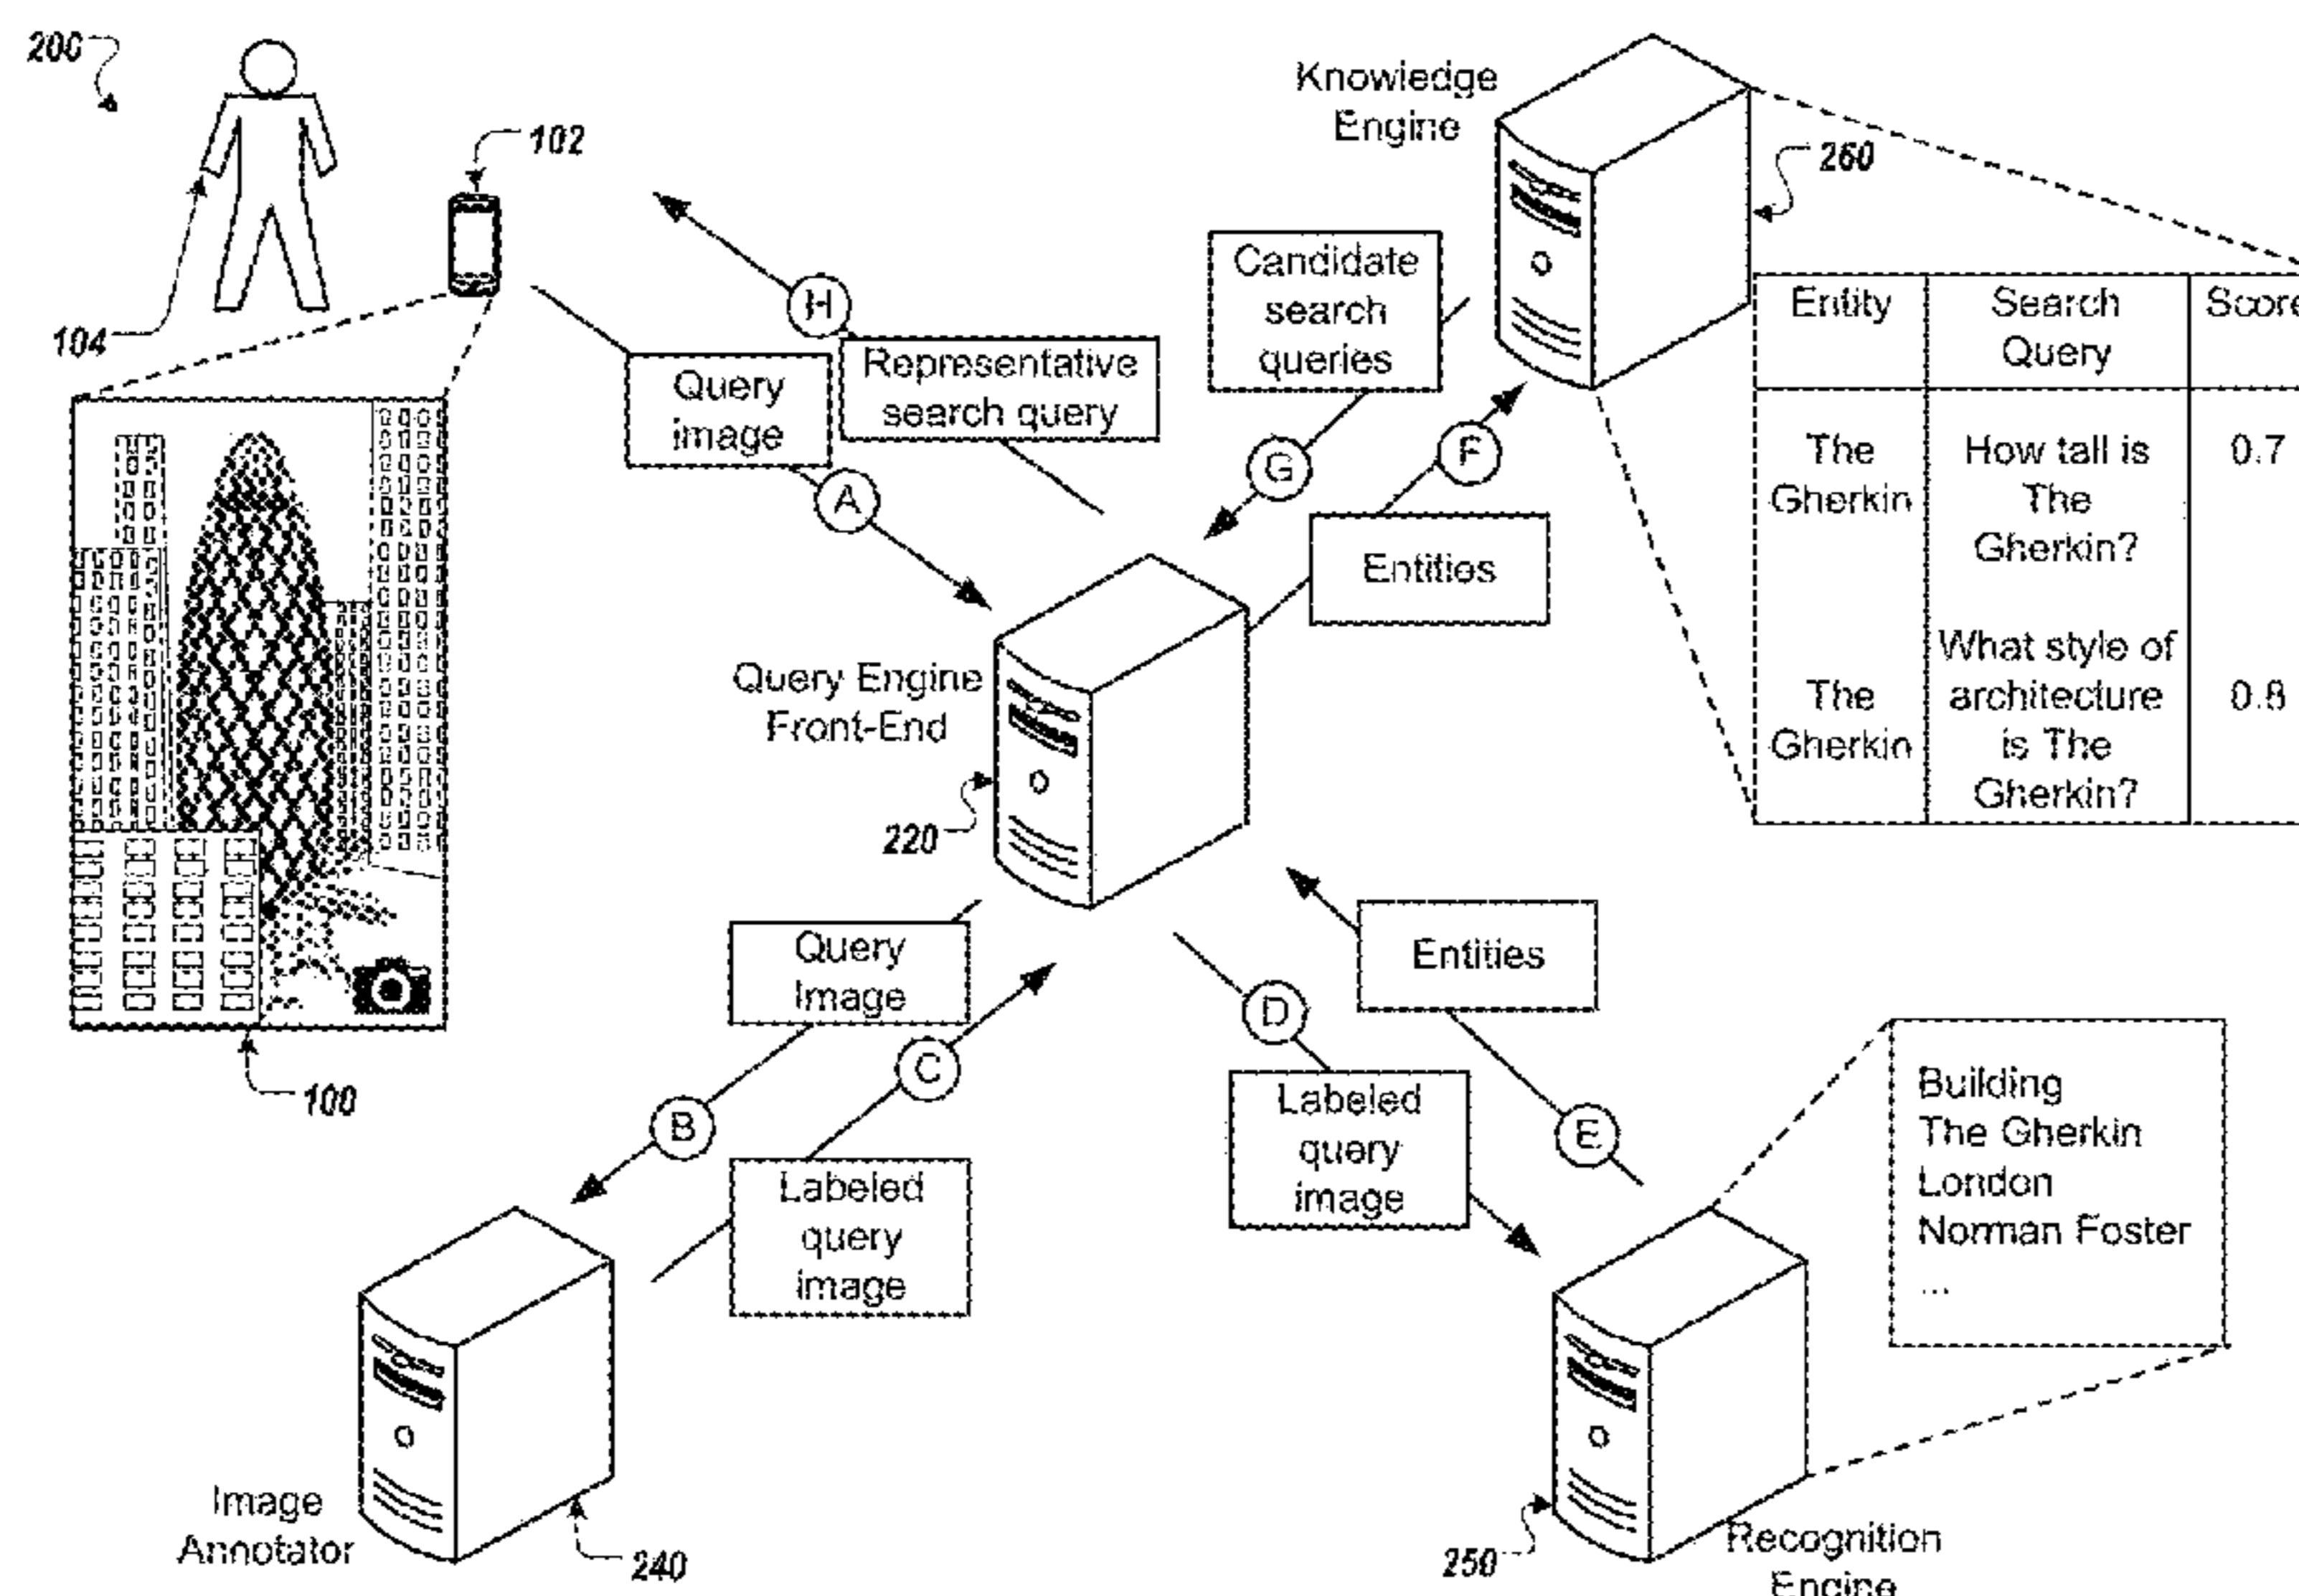 200
102
104
100
Query
image
A
H
Representative
search query
Knowledge
Engine
260
Candidate
search
queries
G
F
Entities
Entity
Search
Query
Score
The
Gherkin
How tall is
The
Gherkin?
0.7
The
Gherkin
What style of
architecture
is The
Gherkin?
0.8
Query Engine
Front-End
220
Query
Image
B
C
Labeled
query
image
Image
Annotator
240
D
Labeled
query
image
Entities
E
Building
The Gherkin
London
Norman Foster
...
250
Recognition
Engine